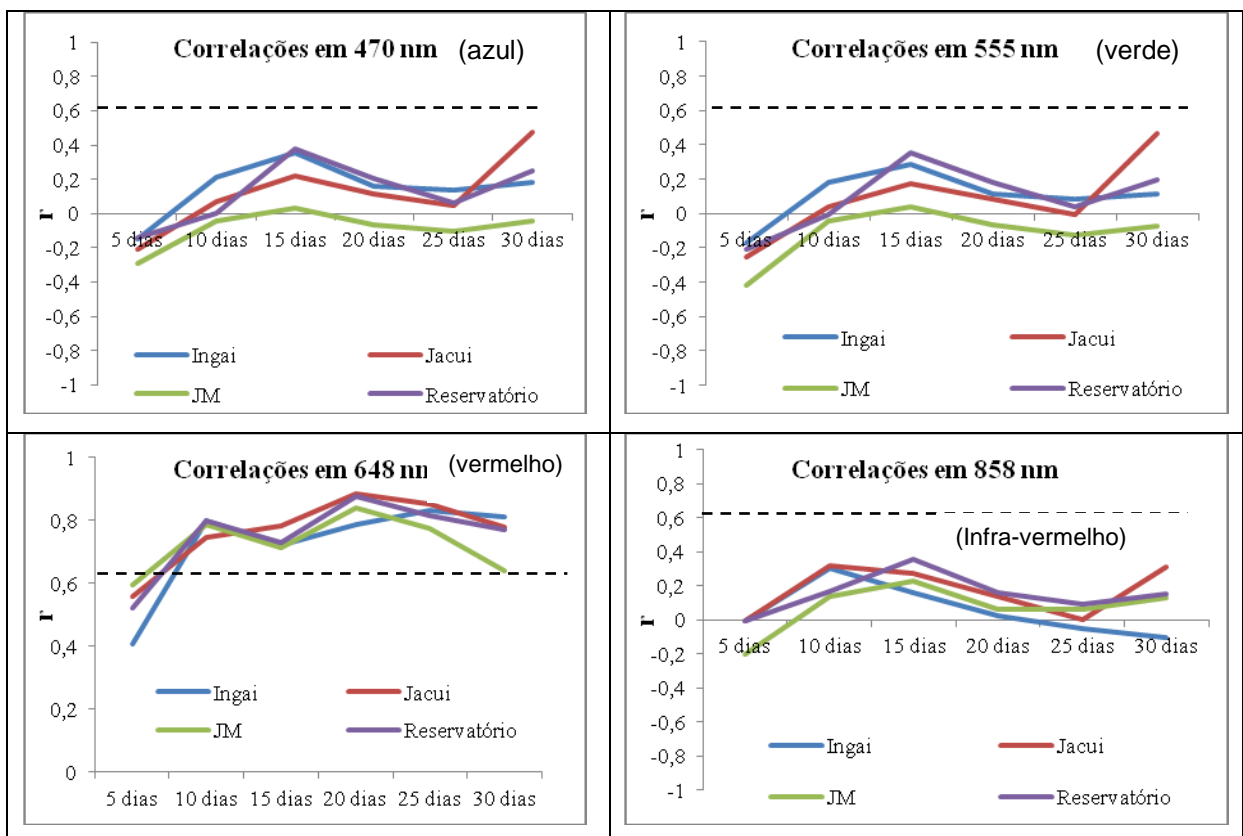 Correlações em 470 nm (azul)
1
0,8
0,6
0,4
0,2
0
-0,2
-0,4
-0,6
-0,8
-1
r
5 dias 10 dias 15 dias 20 dias 25 dias 30 dias
Ingai Jacui
JM Reservatório
Correlações em 555 nm (verde)
1
0,8
0,6
0,4
0,2
0
-0,2
-0,4
-0,6
-0,8
-1
r
5 dias 10 dias 15 dias 20 dias 25 dias 30 dias
Ingai Jacui
JM Reservatório
Correlações em 648 nm (vermelho)
1
0,8
0,6
0,4
0,2
0
r
5 dias 10 dias 15 dias 20 dias 25 dias 30 dias
Ingai Jacui
JM Reservatório
Correlações em 858 nm
(Infra-vermelho)
1
0,8
0,6
0,4
0,2
0
-0,2
-0,4
-0,6
-0,8
-1
r
5 dias 10 dias 15 dias 20 dias 25 dias 30 dias
Ingai Jacui
JM Reservatório